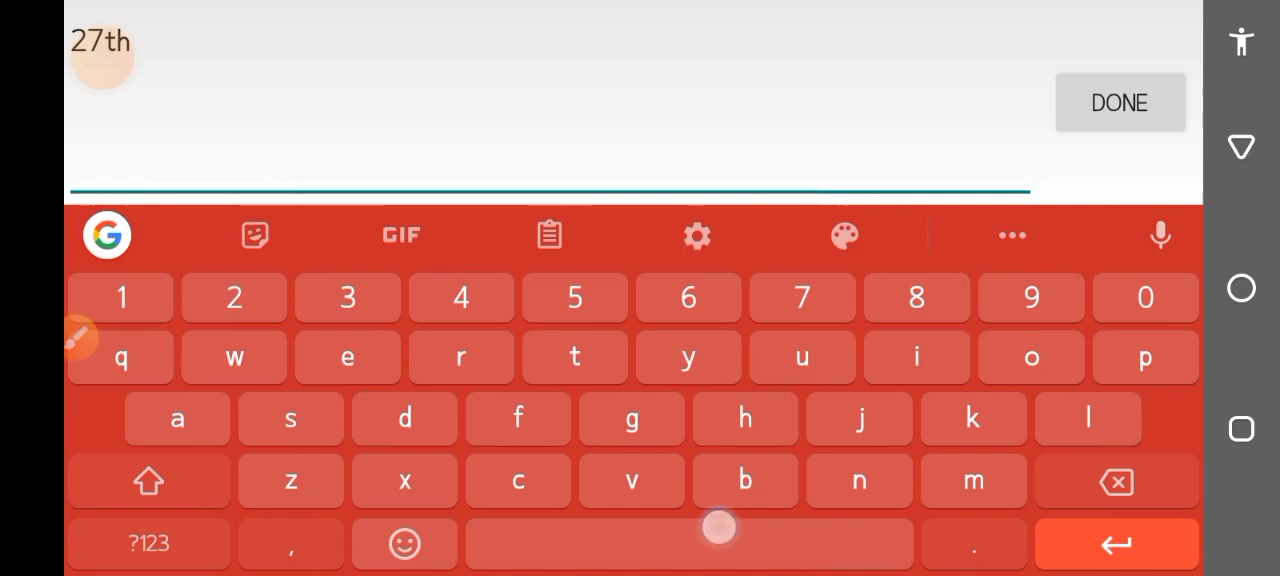 27th
DONE
GIF
1 2 3 4 5 6 7 8 9 0
q w e r t y u i o p
a s d f g h j k l
z x c v b n m
?123 , .